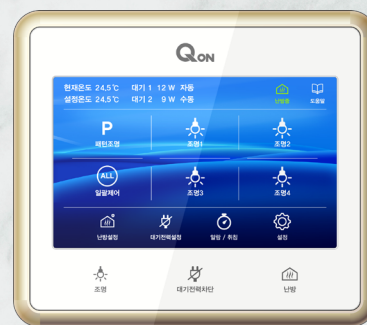 QON
현재온도 24.5℃ 대기 1 12 W 자동
설정온도 24.5℃ 대기 2 9 W 수동
난방중 도움말
P
패턴조명 조명1 조명2
ALL
일괄제어 조명3 조명4
난방설정 대기전력설정 알람 / 취침 설정
조명 대기전력차단 난방